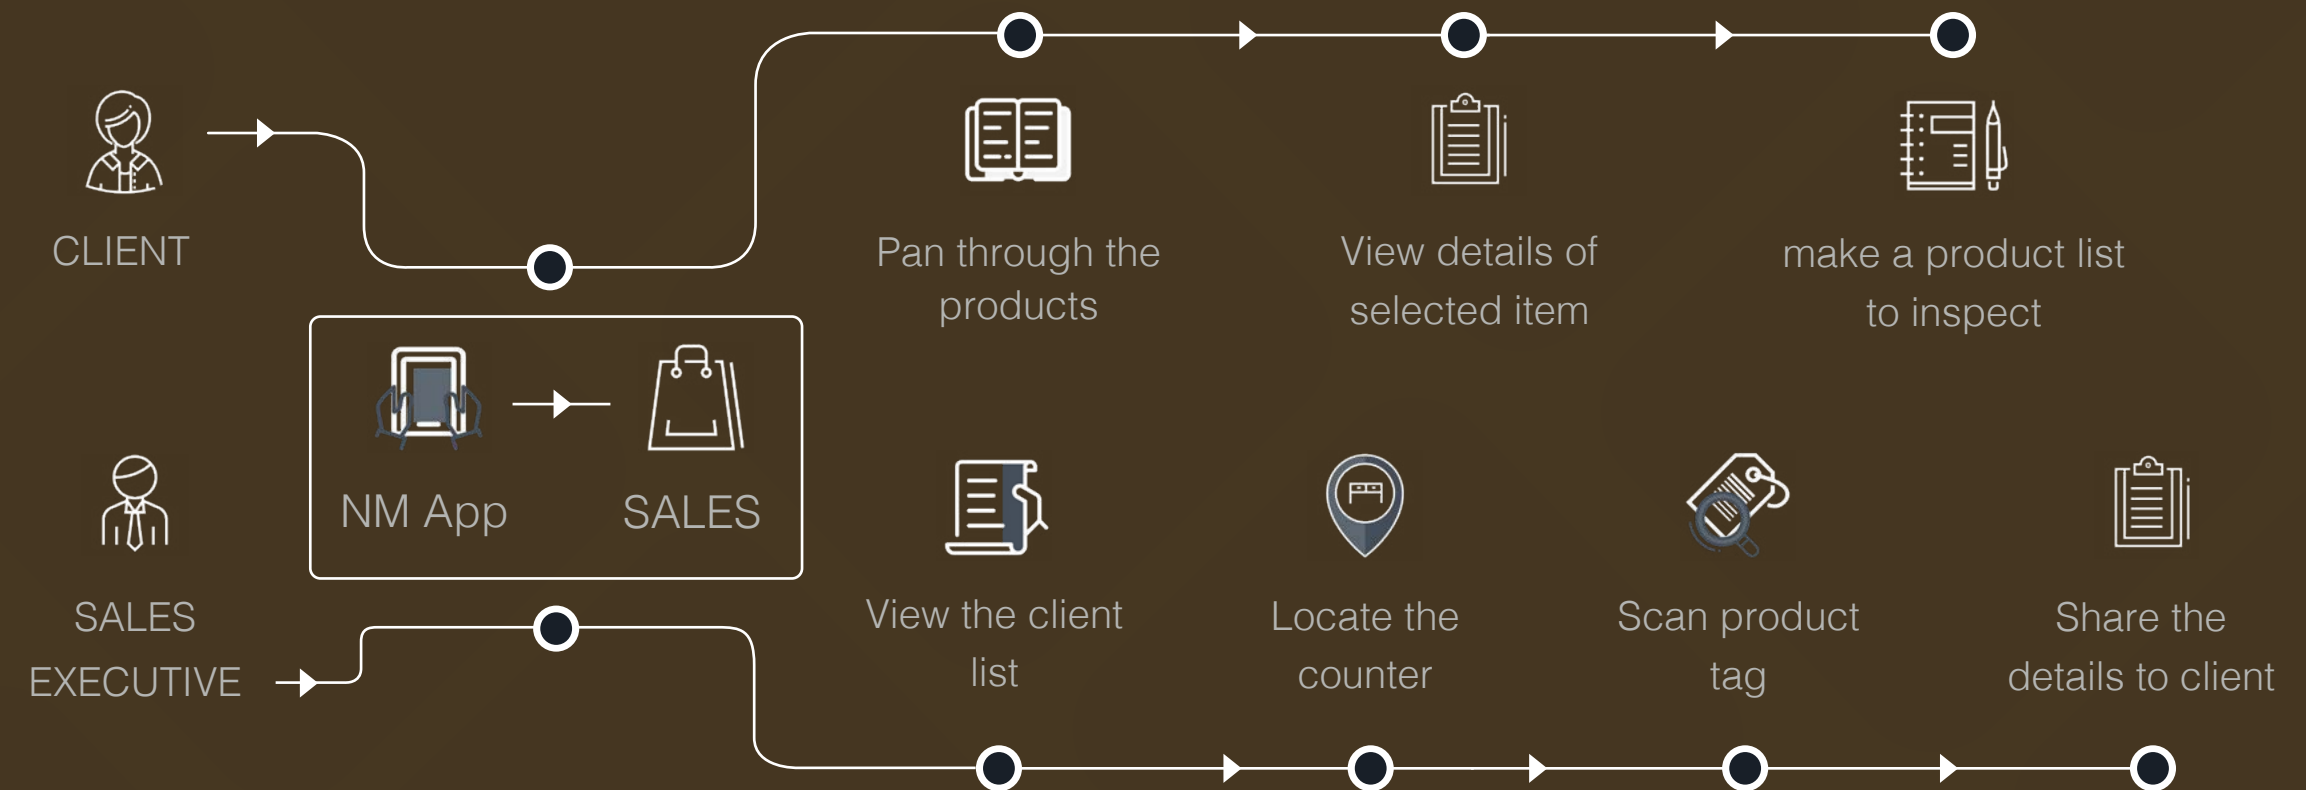 CLIENT
Pan through the
products
View details of
selected item
make a product list
to inspect
NM App
SALES
SALES
EXECUTIVE
View the client
list
Locate the
counter
Scan product
tag
Share the
details to client